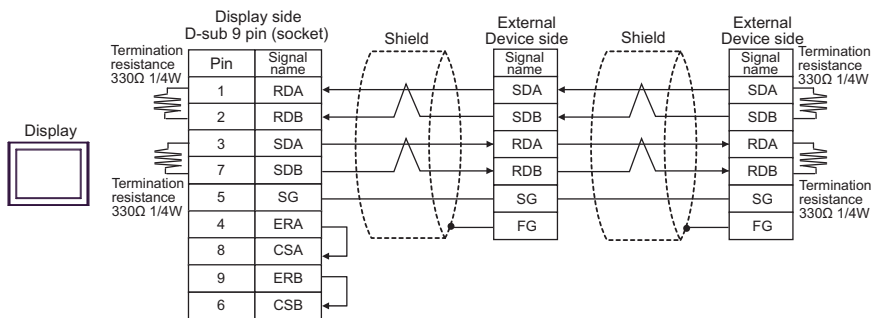 Display side
D-sub 9 pin (socket)
Shield
External
Device side
Shield
External
Device side
Termination
resistance
330Ω 1/4W
Pin
Signal
name
Signal
name
Signal
name
Termination
resistance
330Ω 1/4W
1
RDA
SDA
SDA
2
RDB
SDB
SDB
Display
3
SDA
RDA
RDA
7
SDB
RDB
RDB
Termination
resistance
330Ω 1/4W
5
SG
SG
SG
Termination
resistance
330Ω 1/4W
4
ERA
FG
FG
8
CSA
9
ERB
6
CSB